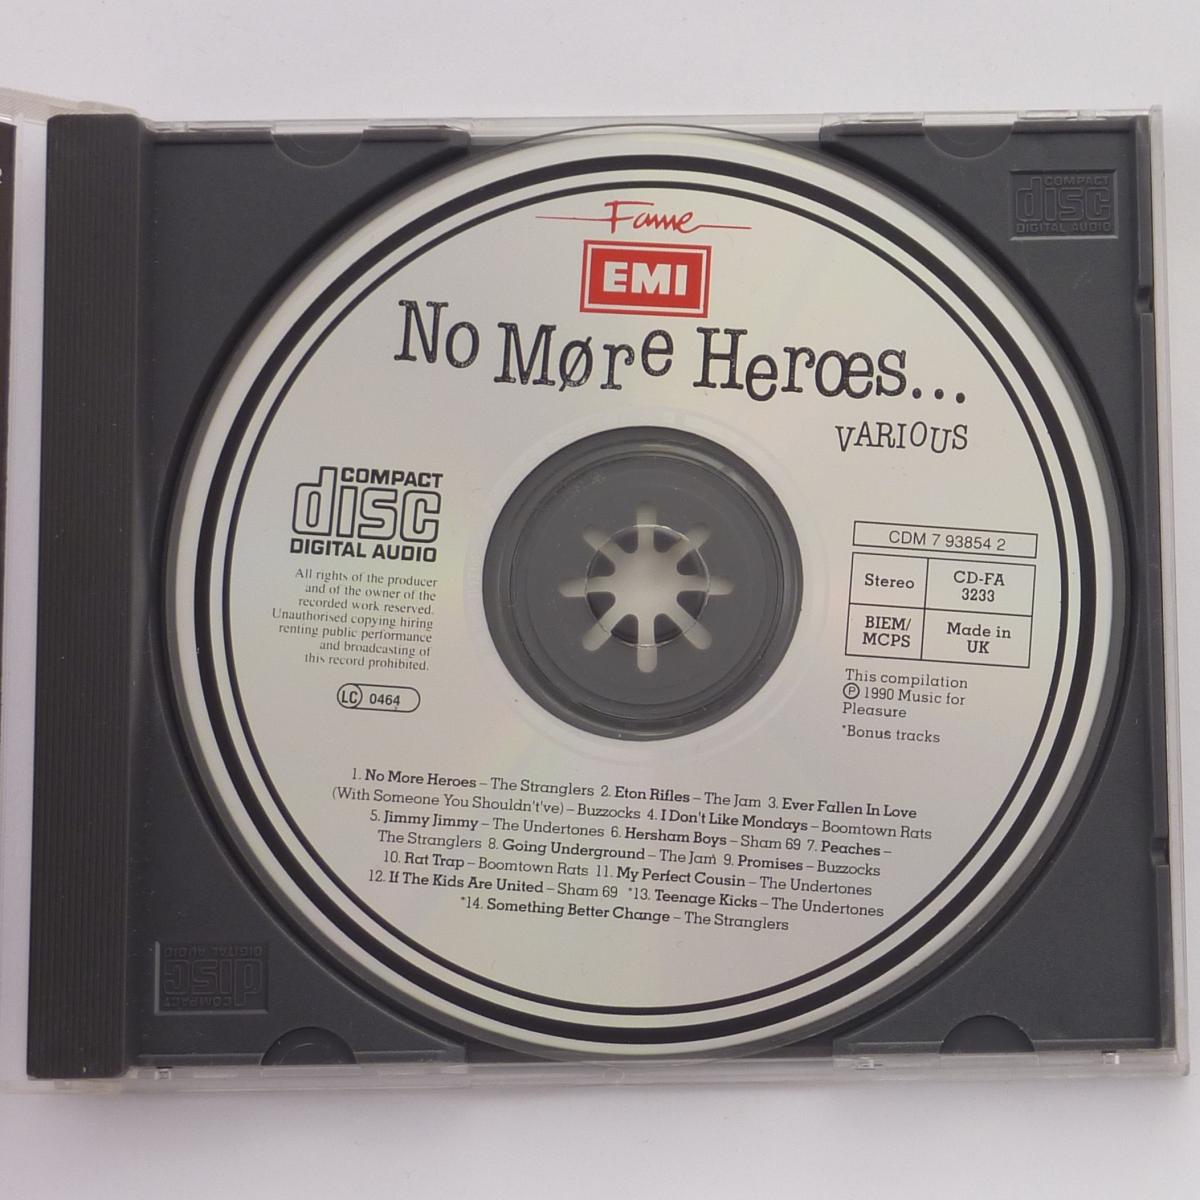 Fame
EMI
No Møre Herœs...
VARIOUS
COMPACT
disc
DIGITAL AUDIO
All rights of the producer
and of the owner of the
recorded work reserved.
Unauthorised copying hiring
renting public performance
and broadcasting of
this record prohibited.
LC 0464
CDM 7 93854 2
Stereo
CD-FA
3233
BIEM/
MCPS
Made in
UK
This compilation
℗ 1990 Music for
Pleasure
*Bonus tracks
1. No More Heroes – The Stranglers 2. Eton Rifles – The Jam 3. Ever Fallen In Love
(With Someone You Shouldn't've) – Buzzocks 4. I Don't Like Mondays – Boomtown Rats
5. Jimmy Jimmy – The Undertones 6. Hersham Boys – Sham 69 7. Peaches –
The Stranglers 8. Going Underground – The Jam 9. Promises – Buzzocks
10. Rat Trap – Boomtown Rats 11. My Perfect Cousin – The Undertones
12. If The Kids Are United – Sham 69 *13. Teenage Kicks – The Undertones
*14. Something Better Change – The Stranglers
COMPACT
disc
DIGITAL AUDIO
COMPACT
disc
DIGITAL AUDIO